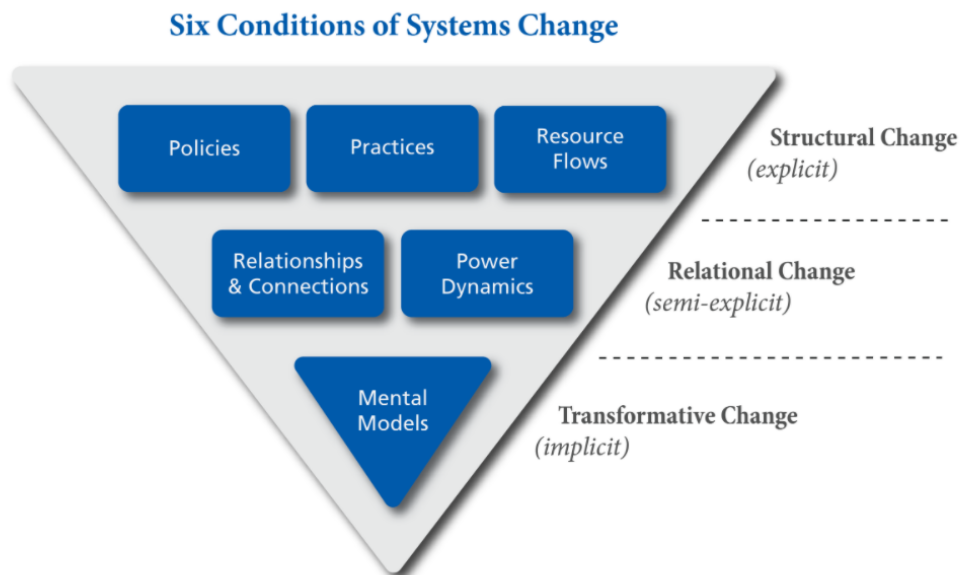 Six Conditions of Systems Change
Policies
Practices
Resource
Flows
Structural Change
(explicit)
Relationships
& Connections
Power
Dynamics
Relational Change
(semi-explicit)
Mental
Models
Transformative Change
(implicit)